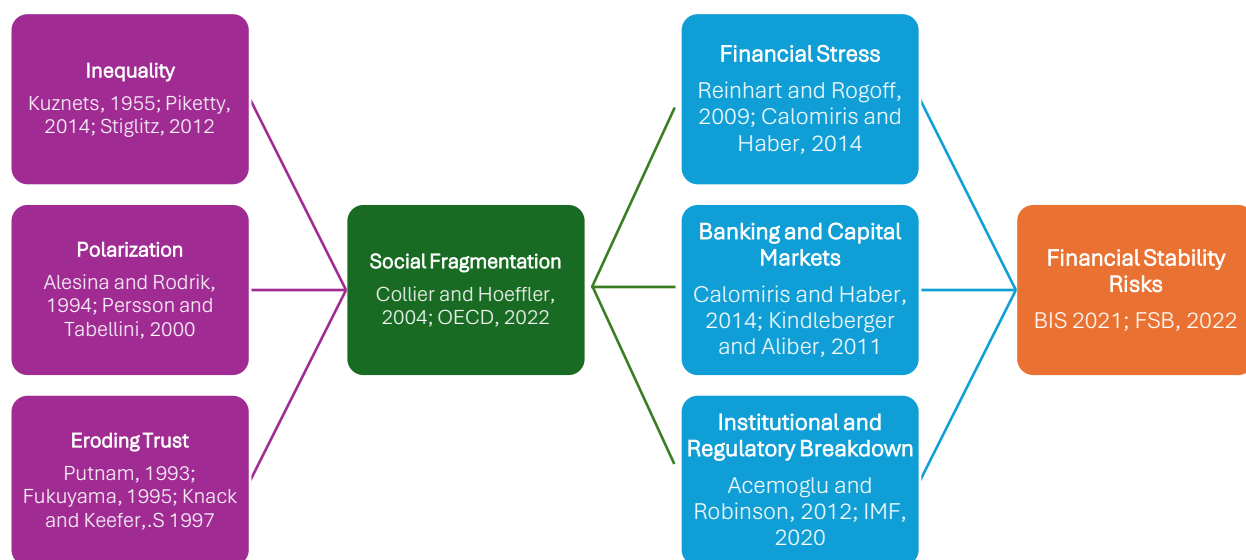 Inequality
Kuznets, 1955; Piketty,
2014; Stiglitz, 2012
Polarization
Alesina and Rodrik,
1994; Persson and
Tabellini, 2000
Eroding Trust
Putnam, 1993;
Fukuyama, 1995; Knack
and Keefer,.S 1997
Social Fragmentation
Collier and Hoeffler,
2004; OECD, 2022
Financial Stress
Reinhart and Rogoff,
2009; Calomiris and
Haber, 2014
Banking and Capital
Markets
Calomiris and Haber,
2014; Kindleberger
and Aliber, 2011
Institutional and
Regulatory Breakdown
Acemoglu and
Robinson, 2012; IMF,
2020
Financial Stability
Risks
BIS 2021; FSB, 2022